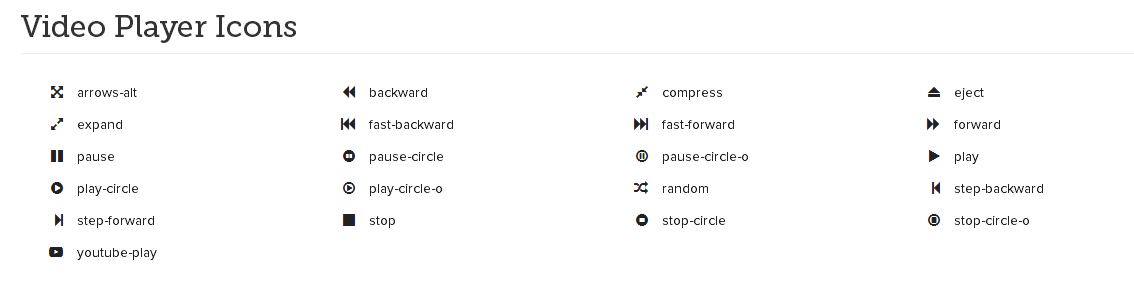 Video Player Icons
arrows-alt backward compress eject
expand fast-backward fast-forward forward
pause pause-circle pause-circle-o play
play-circle play-circle-o random step-backward
step-forward stop stop-circle stop-circle-o
youtube-play